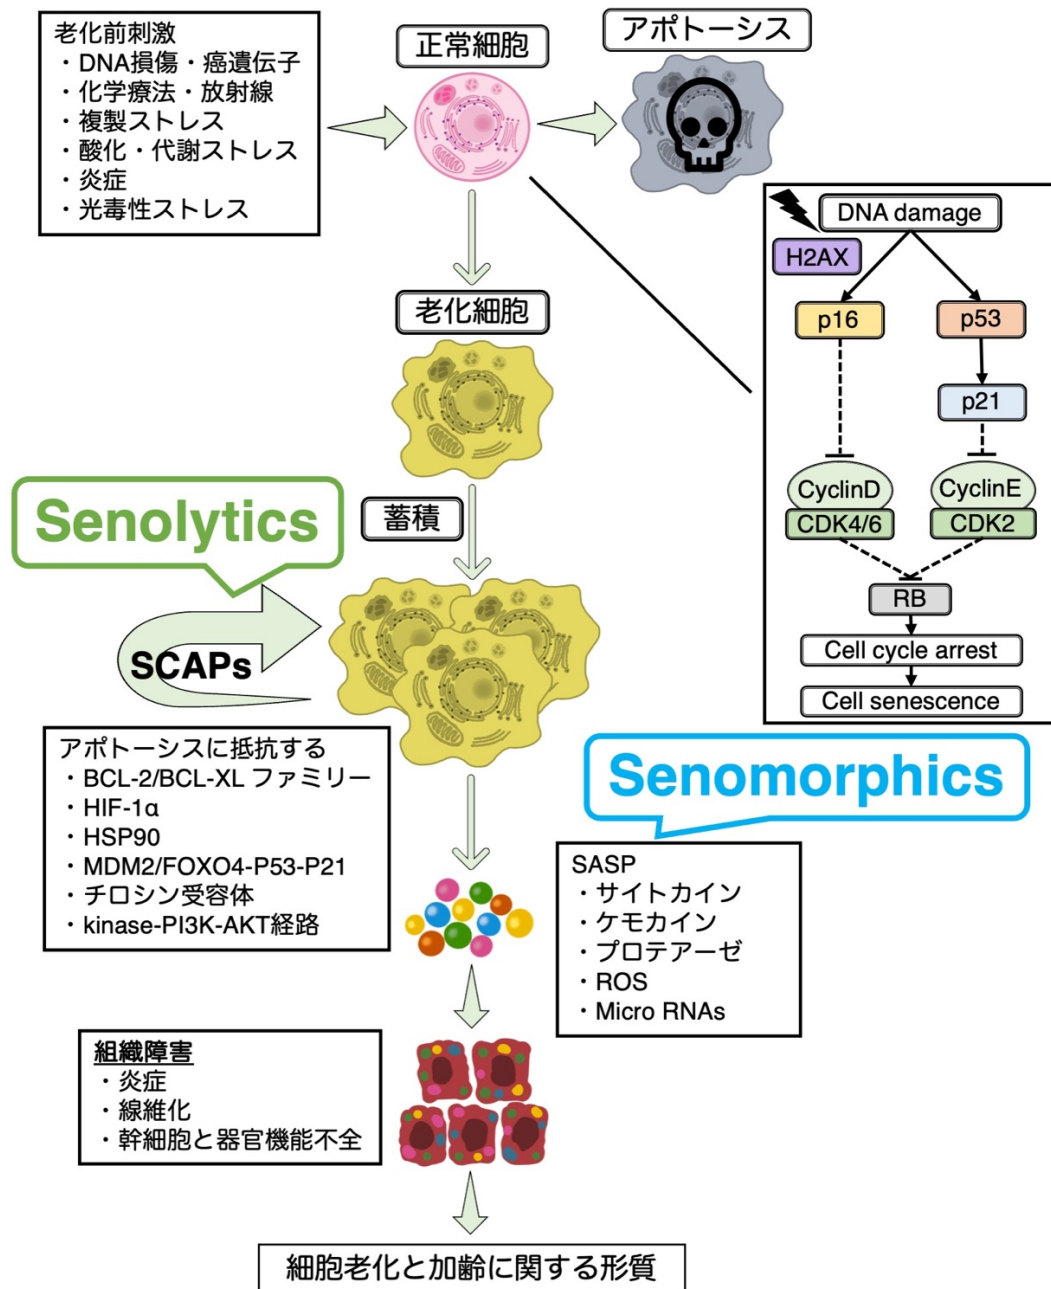 老化前刺激
・DNA損傷・癌遺伝子
・化学療法・放射線
・複製ストレス
・酸化・代謝ストレス
・炎症
・光毒性ストレス
正常細胞
アポトーシス
DNA damage
H2AX
p16
p53
p21
CyclinD
CDK4/6
CyclinE
CDK2
RB
Cell cycle arrest
Cell senescence
老化細胞
蓄積
Senolytics
SCAPs
アポトーシスに抵抗する
・BCL-2/BCL-XL ファミリー
・HIF-1α
・HSP90
・MDM2/FOXO4-P53-P21
・チロシン受容体
・kinase-PI3K-AKT経路
Senomorphics
SASP
・サイトカイン
・ケモカイン
・プロテアーゼ
・ROS
・Micro RNAs
組織障害
・炎症
・線維化
・幹細胞と器官機能不全
細胞老化と加齢に関する形質